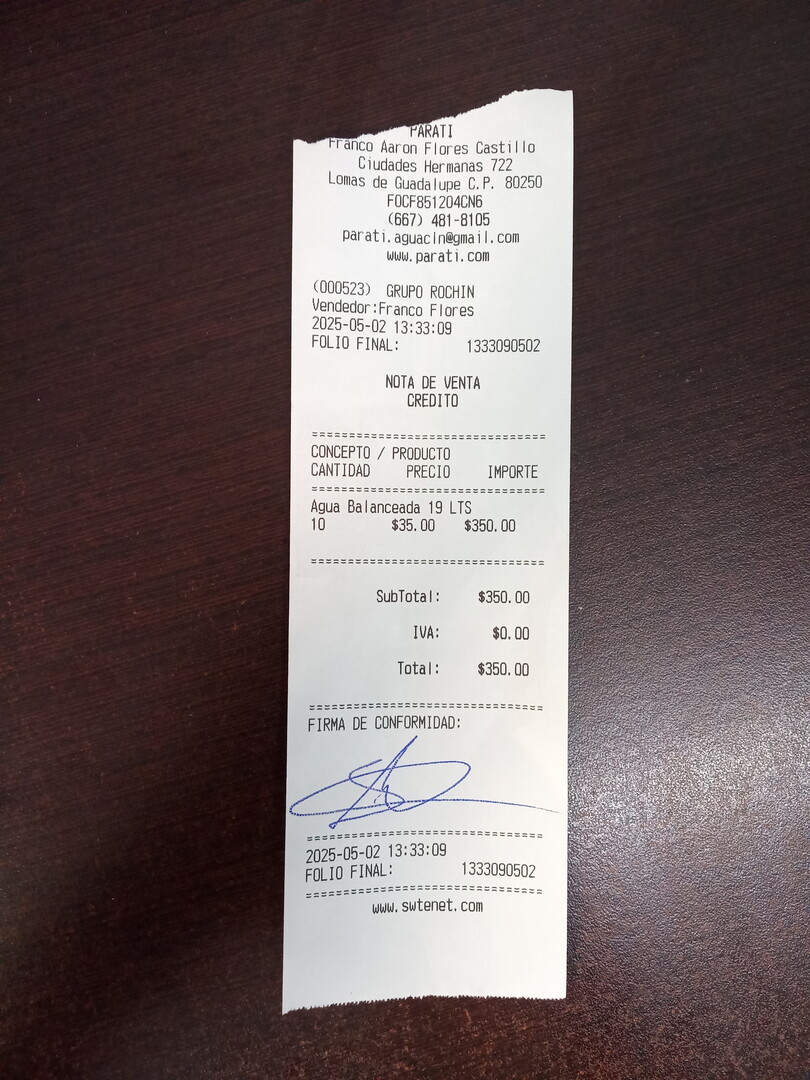 PARATI
Franco Aaron Flores Castillo
Ciudades Hermanas 722
Lomas de Guadalupe C.P. 80250
FOCF851204CN6
(667) 481-8105
parati.aguacln@gmail.com
www.parati.com
(000523) GRUPO ROCHIN
Vendedor:Franco Flores
2025-05-02 13:33:09
FOLIO FINAL: 1333090502
NOTA DE VENTA
CREDITO
==========================
CONCEPTO / PRODUCTO
CANTIDAD PRECIO IMPORTE
==========================
Agua Balanceada 19 LTS
10 $35.00 $350.00
==========================
SubTotal: $350.00
IVA: $0.00
Total: $350.00
==========================
FIRMA DE CONFORMIDAD:
==========================
2025-05-02 13:33:09
FOLIO FINAL: 1333090502
==========================
www.swtenet.com